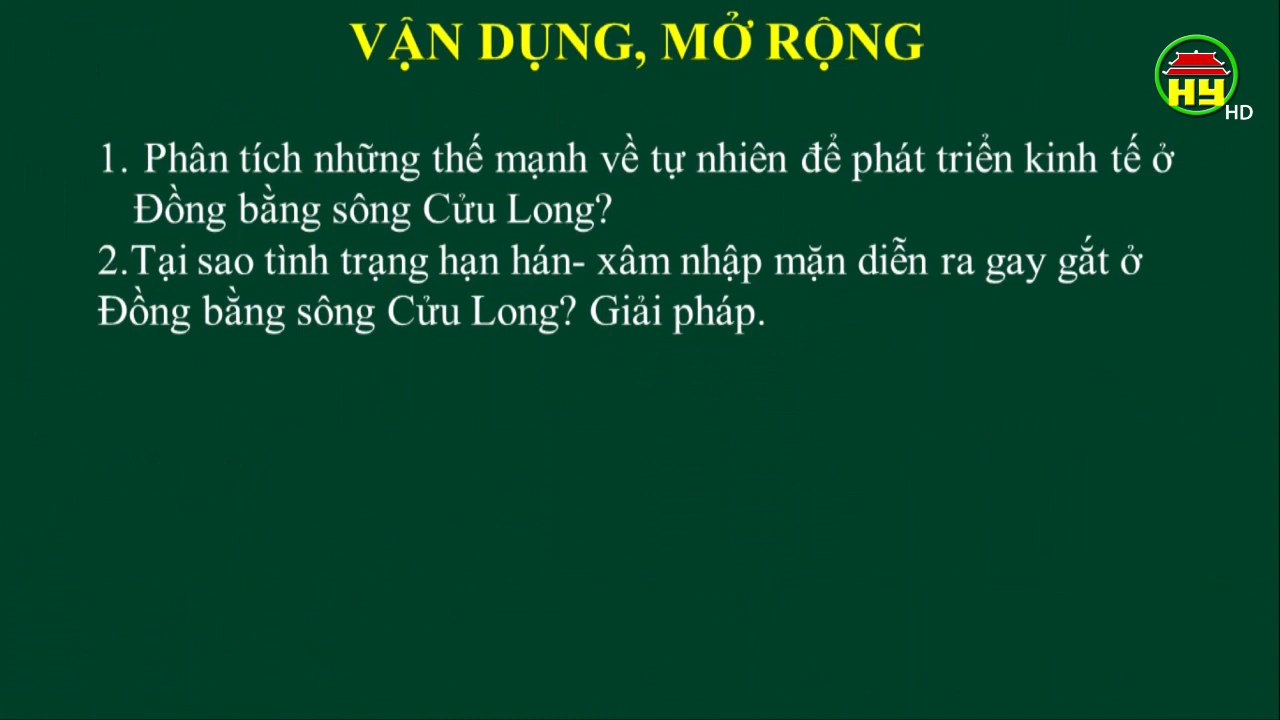 VẬN DỤNG, MỞ RỘNG
HY
HD
1. Phân tích những thế mạnh về tự nhiên để phát triển kinh tế ở
Đồng bằng sông Cửu Long?
2.Tại sao tình trạng hạn hán- xâm nhập mặn diễn ra gay gắt ở
Đồng bằng sông Cửu Long? Giải pháp.